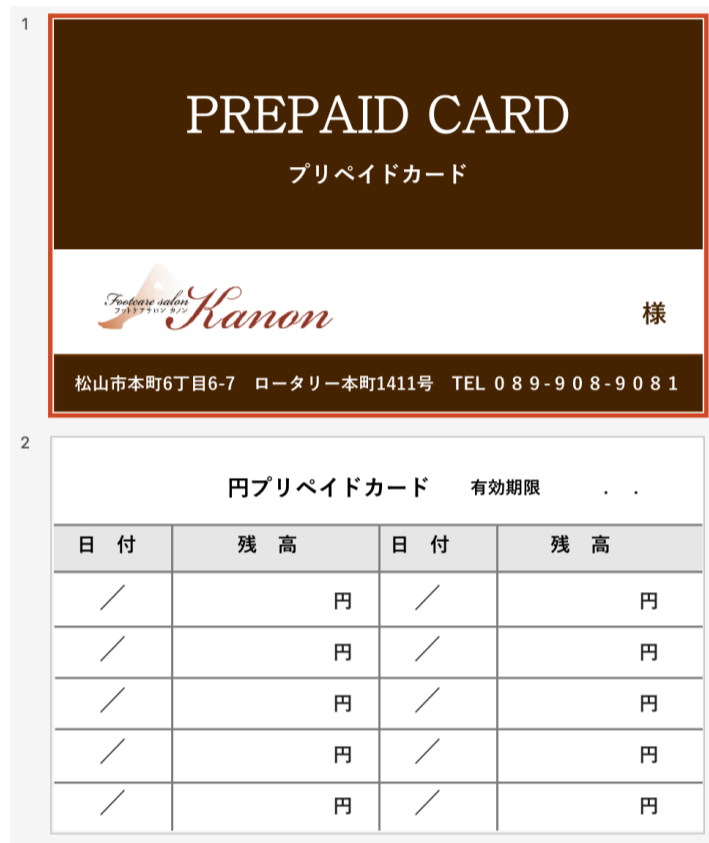 1
PREPAID CARD
プリペイドカード
Footcare salon
フットケアサロン カノン
Kanon
様
松山市本町6丁目6-7　ロータリー本町1411号　TEL ０８９-９０８-９０８１
2
円プリペイドカード　有効期限　．　．
日　付　残　高　日　付　残　高
／　円　／　円
／　円　／　円
／　円　／　円
／　円　／　円
／　円　／　円